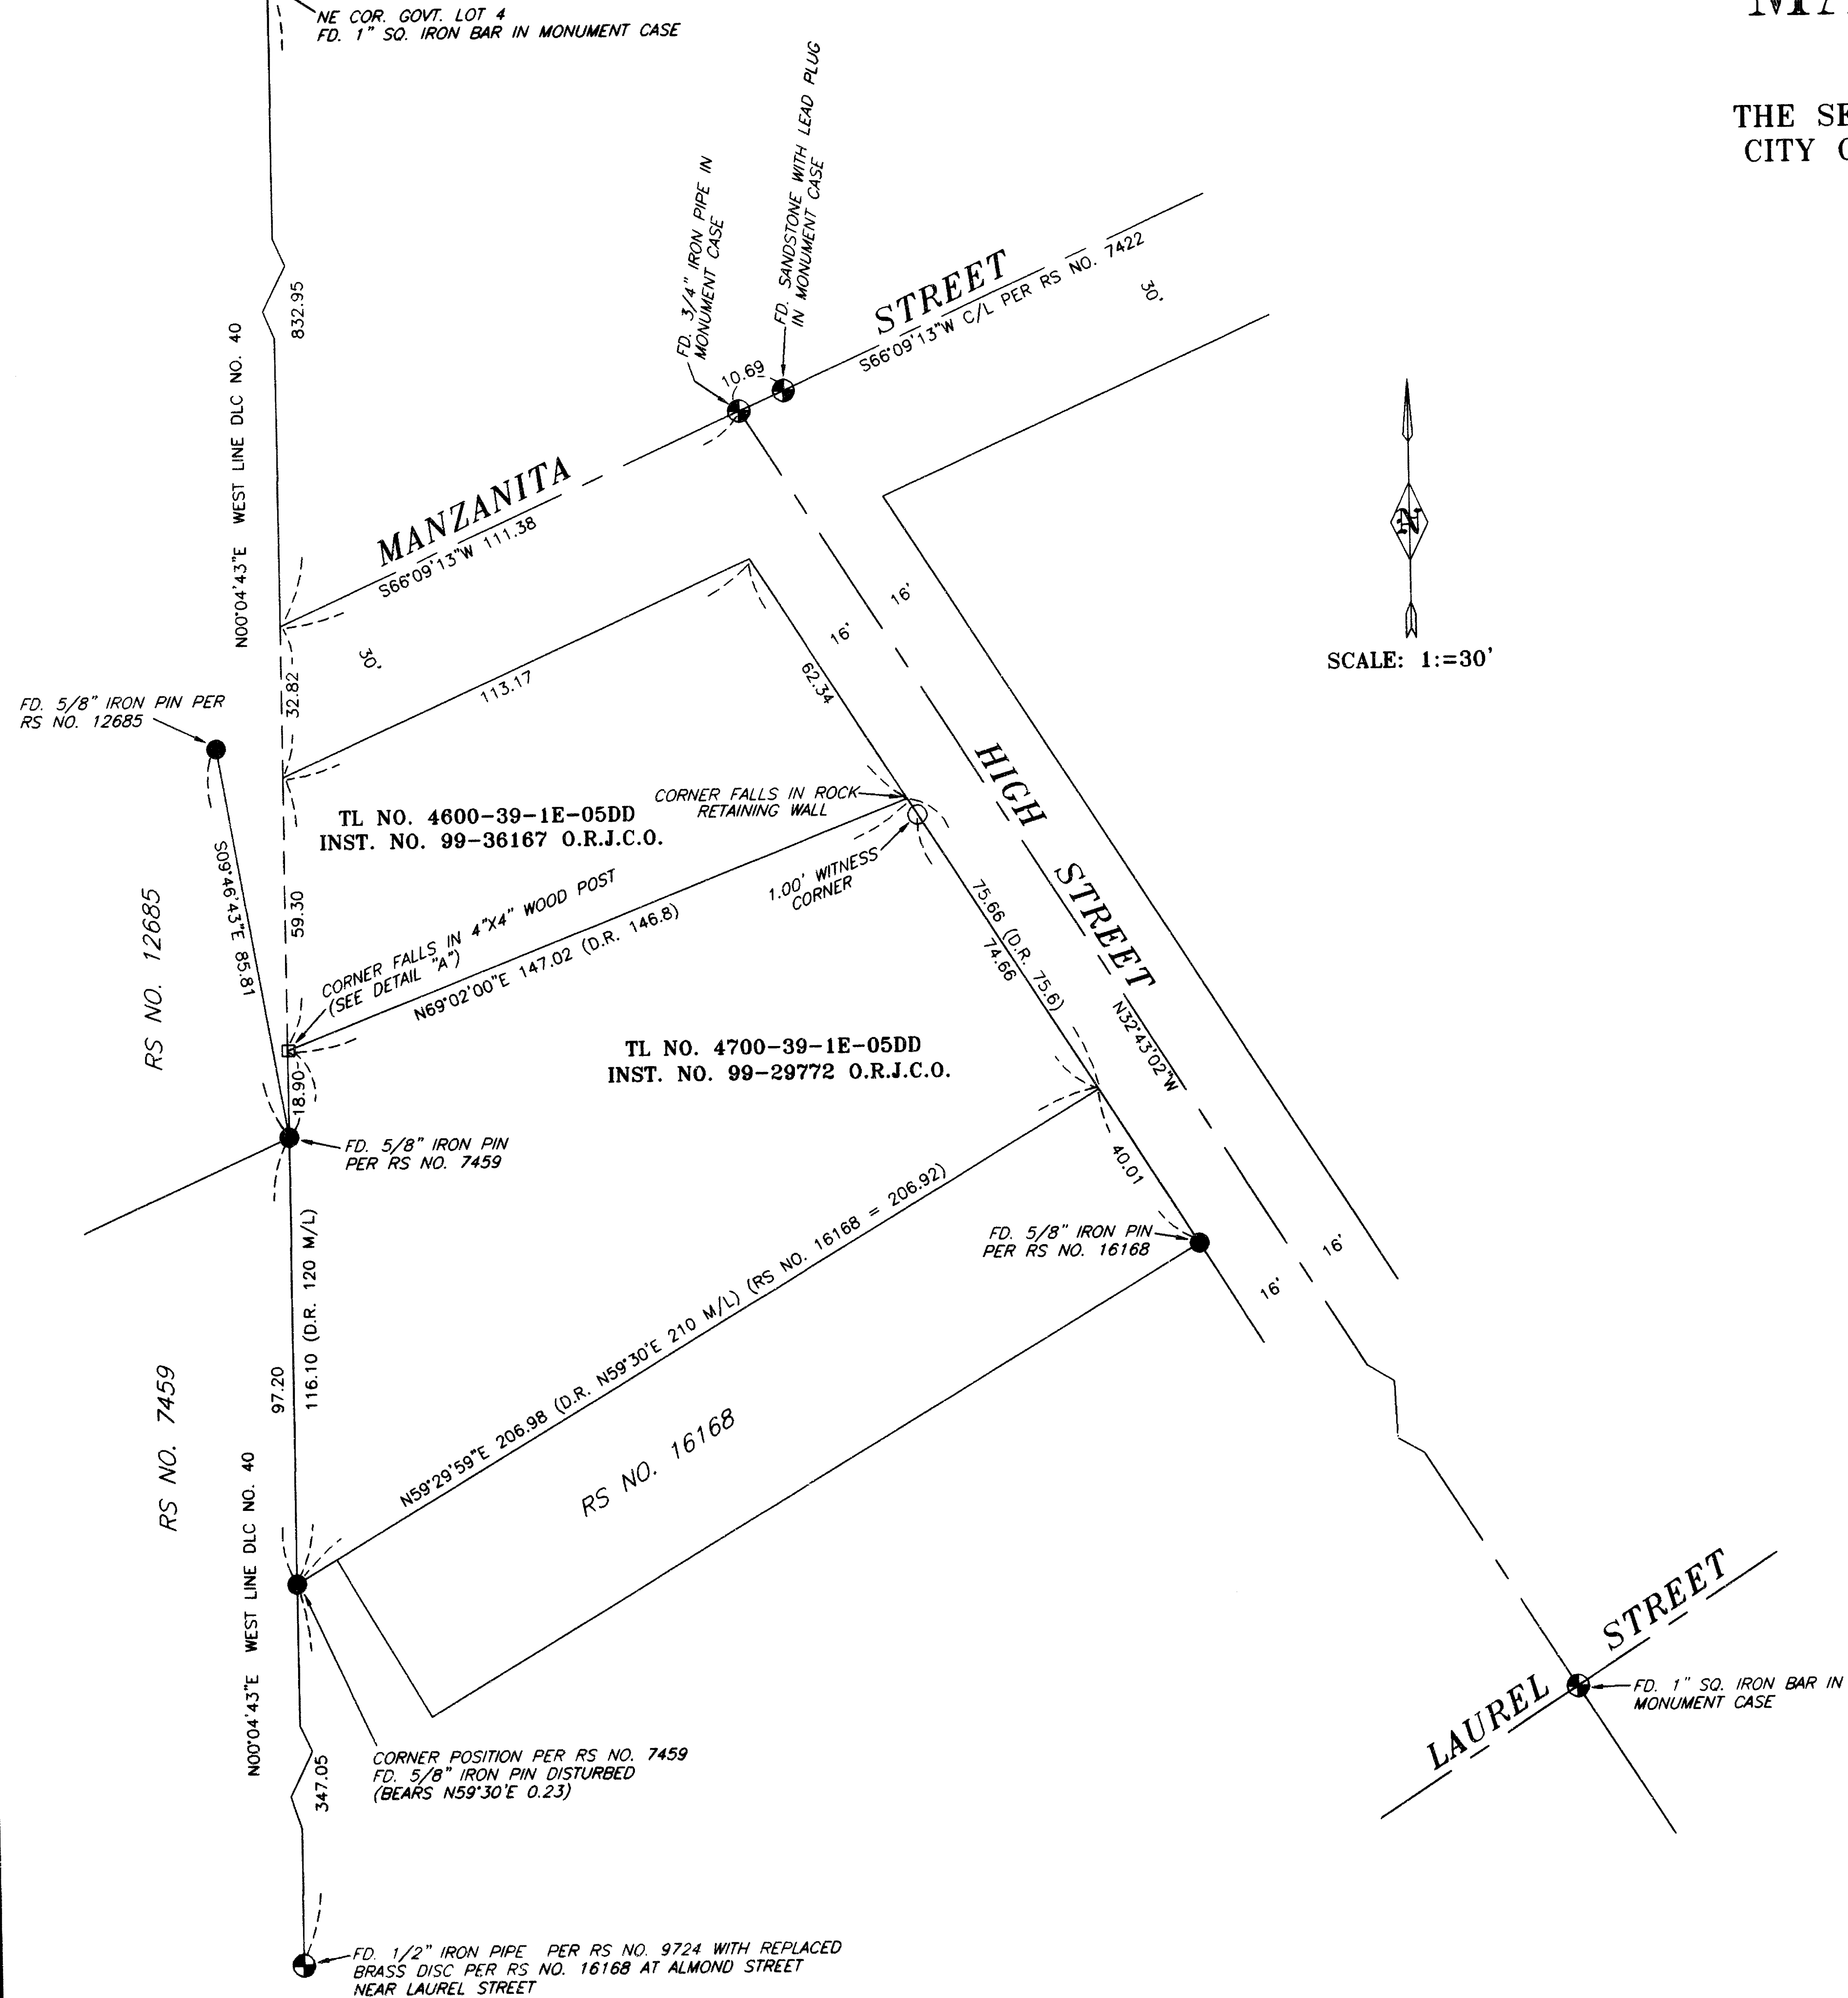 NE COR. GOVT. LOT 4
FD. 1" SQ. IRON BAR IN MONUMENT CASE
THE SE
CITY
FD. 3/4" IRON PIPE IN
MONUMENT CASE
FD. SANDSTONE WITH LEAD PLUG
IN MONUMENT CASE
832.95
N00°04'43"E WEST LINE DLC NO. 40
10.69
STREET
S66°09'13"W C/L PER RS NO. 7422
30'
MANZANITA
S66°09'13"W 111.38
30'
16'
16'
N
SCALE: 1:=30'
32.82
113.17
62.34
FD. 5/8" IRON PIN PER
RS NO. 12685
HIGH STREET
CORNER FALLS IN ROCK
RETAINING WALL
TL NO. 4600-39-1E-05DD
INST. NO. 99-36167 O.R.J.C.O.
1.00' WITNESS
CORNER
S09°46'43"E 85.81
59.30
RS NO. 12685
CORNER FALLS IN 4"X4" WOOD POST
(SEE DETAIL "A")
N69°02'00"E 147.02 (D.R. 146.8)
75.66 (D.R. 75.6)
74.66
N32°43'02"W
TL NO. 4700-39-1E-05DD
INST. NO. 99-29772 O.R.J.C.O.
18.90
FD. 5/8" IRON PIN
PER RS NO. 7459
40.01
FD. 5/8" IRON PIN
PER RS NO. 16168
16'
16'
97.20
116.10 (D.R. 120 M/L)
N59°29'59"E 206.98 (D.R. N59°30'E 210 M/L) (RS NO. 16168 = 206.92)
RS NO. 16168
RS NO. 7459
N00°04'43"E WEST LINE DLC NO. 40
LAUREL STREET
FD. 1" SQ. IRON BAR IN
MONUMENT CASE
CORNER POSITION PER RS NO. 7459
FD. 5/8" IRON PIN DISTURBED
(BEARS N59°30'E 0.23)
347.05
FD. 1/2" IRON PIPE PER RS NO. 9724 WITH REPLACED
BRASS DISC PER RS NO. 16168 AT ALMOND STREET
NEAR LAUREL STREET